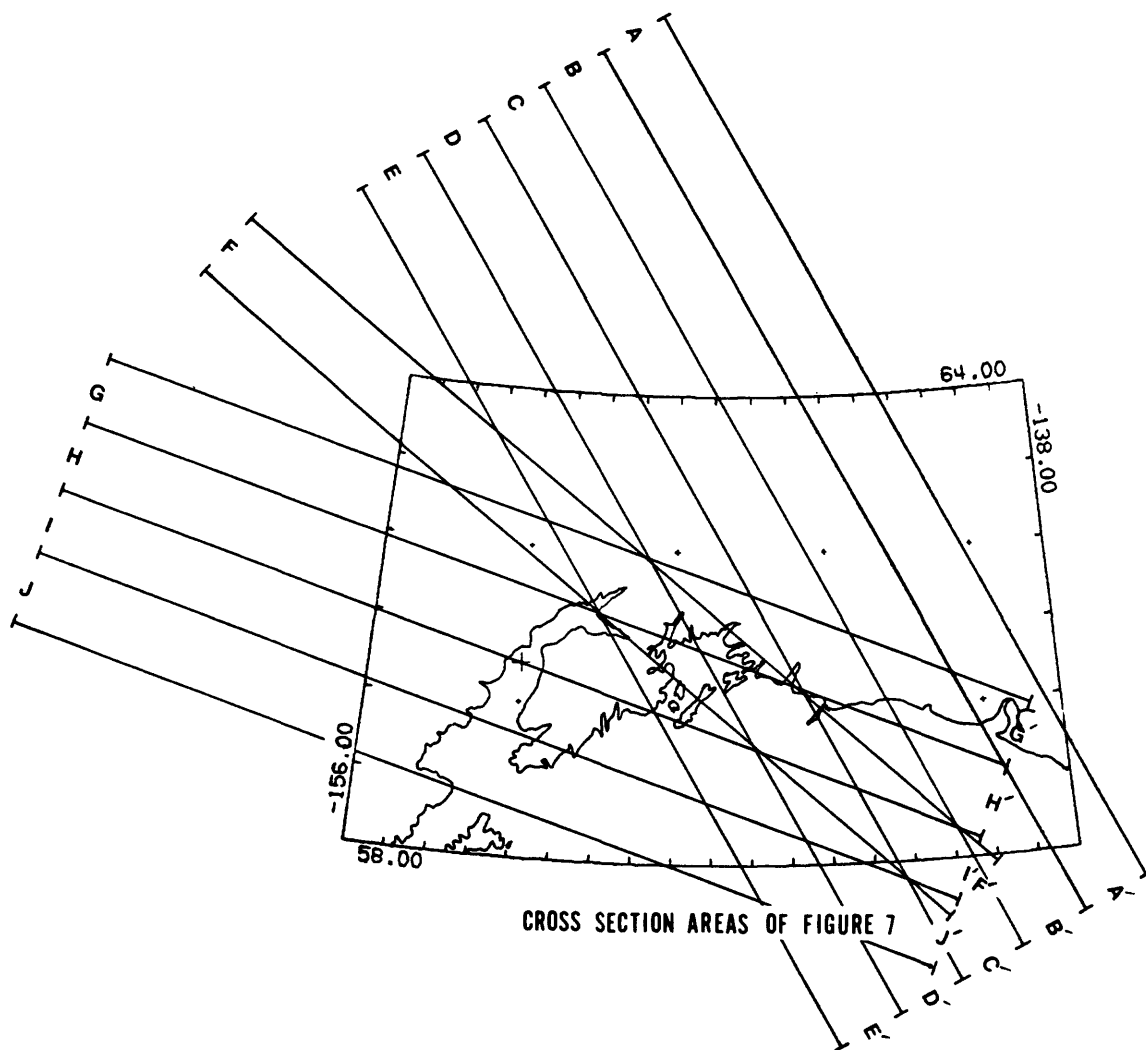 A
B
C
D
E
F
G
H
I
J
64.00
-138.00
-156.00
58.00
G'
H'
I'
F'
J'
A'
B'
C'
D'
E'
CROSS SECTION AREAS OF FIGURE 7